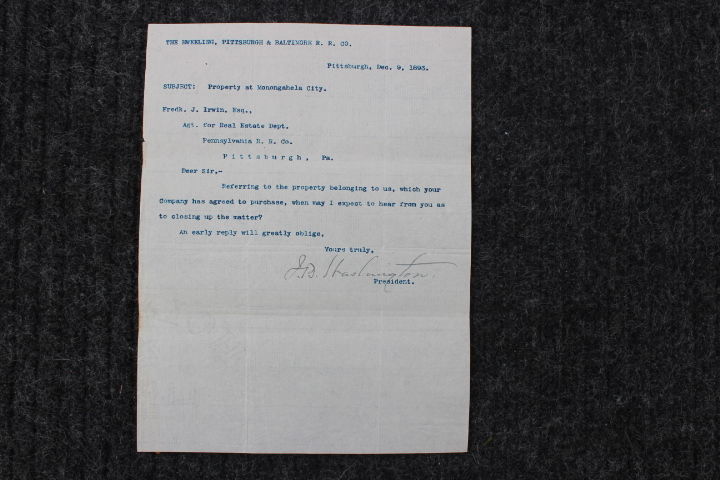 THE WHEELING, PITTSBURGH & BALTIMORE R. R. CO.
Pittsburgh, Dec. 9, 1893.
SUBJECT: Property at Monongahela City.
Fredk. J. Irwin, Esq.,
Agt. for Real Estate Dept.
Pennsylvania R. R. Co.
Pittsburgh, Pa.
Dear Sir,-
Referring to the property belonging to us, which your
Company has agreed to purchase, when may I expect to hear from you as
to closing up the matter?
An early reply will greatly oblige,
Yours truly,
J.B. Washington.
President.